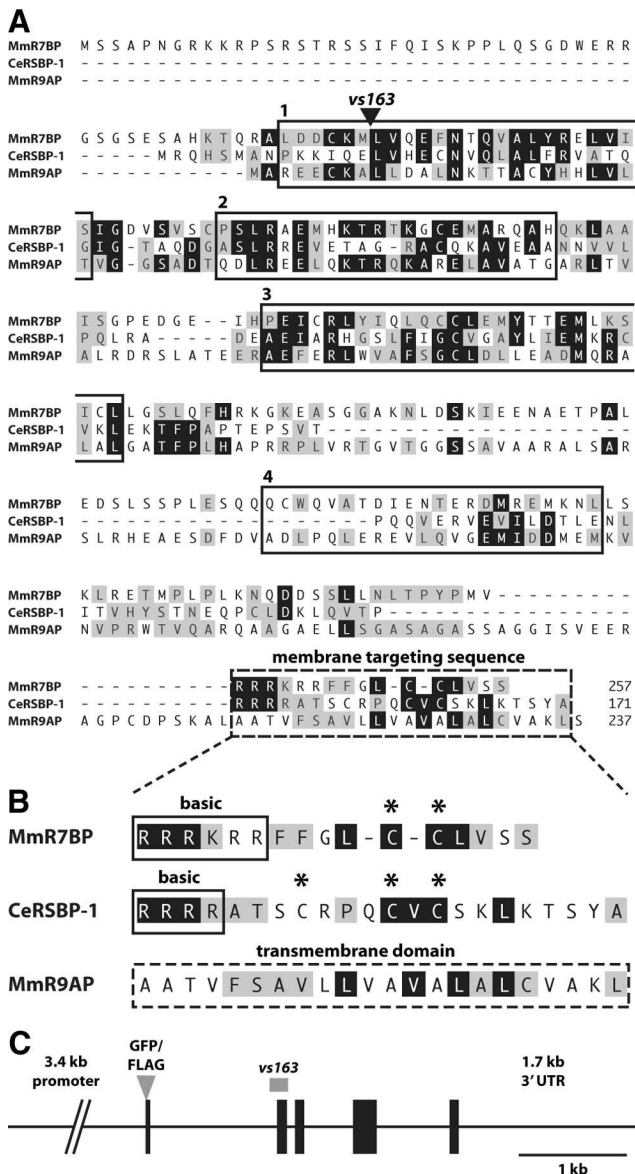 A
MmR7BP M S S A P N G R K K R P S R S T R S S I F Q I S K P P L Q S G D W E R R
CeRSBP-1 - - - - - - - - - - - - - - - - - - - - - - - - - - - - - - - - - - - -
MmR9AP - - - - - - - - - - - - - - - - - - - - - - - - - - - - - - - - - - - -
1 vs163
MmR7BP G S G S E S A H K T Q R A L D D C K M L V Q E F N T Q V A L Y R E L V I
CeRSBP-1 - - - - - M R Q H S M A N P K K I Q E L V H E C N V Q L A L F R V A T Q
MmR9AP - - - - - - - - - - - M A R E E C K A L L D A L N K T T A C Y H H L V L
2
MmR7BP S I G D V S V S C P S L R A E M H K T R T K G C E M A R Q A H Q K L A A
CeRSBP-1 G I G - T A Q D G A S L R R E V E T A G - R A C Q K A V E A A N N V V L
MmR9AP T V G - G S A D T Q D L R E E L Q K T R Q K A R E L A V A T G A R L T V
3
MmR7BP I S G P E D G E - - I H P E I C R L Y I Q L Q C C L E M Y T T E M L K S
CeRSBP-1 P Q L R A - - - - - D E A E I A R H G S L F I G C V G A Y L I E M K R C
MmR9AP A L R D R S L A T E E R A E F E R L W V A F S G C L D L L E A D M Q R A
MmR7BP I C L L G S L Q F H R K G K E A S G G A K N L D S K I E E N A E T P A L
CeRSBP-1 V K L E K T F P A P T E P S V T - - - - - - - - - - - - - - - - - - - -
MmR9AP L A L G A T F P L H A P R R P L V R T G V T G G S S A V A A R A L S A R
4
MmR7BP E D S L S S P L E S Q Q Q C W Q V A T D I E N T E R D M R E M K N L L S
CeRSBP-1 - - - - - - - - - - - - - - - - - - - P Q Q V E R V E V I L D T L E N L
MmR9AP S L R H E A E S D F D V A D L P Q L E R E V L Q V G E M I D D M E M K V
MmR7BP K L R E T M P L P L K N Q D D S S L L N L T P Y P M V - -
CeRSBP-1 I T V H Y S T N E Q P C L D K L Q V T P - - - - - - - - - - - - - - - -
MmR9AP N V P R W T V Q A R Q A A G A E L L S G A S A G A S S A G G I S V E E R
membrane targeting sequence
MmR7BP - - - - - - - - - - R R R K R R F F G L - C - C L V S S 257
CeRSBP-1 - - - - - - - - - - R R R R A T S C R P Q C V C S K L K T S Y A 171
MmR9AP A G P C D P S K A L A A T V F S A V L L V A V A L A L C V A K L S 237
B
basic * *
MmR7BP R R R K R R F F G L - C - C L V S S
basic * * *
CeRSBP-1 R R R R A T S C R P Q C V C S K L K T S Y A
transmembrane domain
MmR9AP A A T V F S A V L L V A V A L A L C V A K L
C
3.4 kb
promoter
GFP/
FLAG
vs163
1.7 kb
3' UTR
1 kb